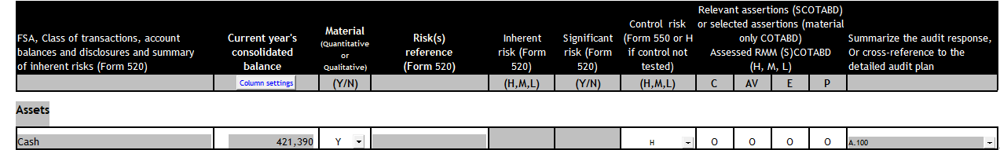 FSA, Class of transactions, account
balances and disclosures and summary
of inherent risks (Form 520)
Current year's
consolidated
balance
Column settings
Material
(Quantitative
or
Qualitative)
(Y/N)
Risk(s)
reference
(Form 520)
Inherent
risk (Form
520)
(H,M,L)
Significant
risk (Form
520)
(Y/N)
Control risk
(Form 550 or H
if control not
tested)
(H,M,L)
Relevant assertions (SCOTABD)
or selected assertions (material
only COTABD)
Assessed RMM (S)COTABD
(H, M, L)
C AV E P
Summarize the audit response,
Or cross-reference to the
detailed audit plan
Assets
Cash 421,390 Y H O O O O A.100